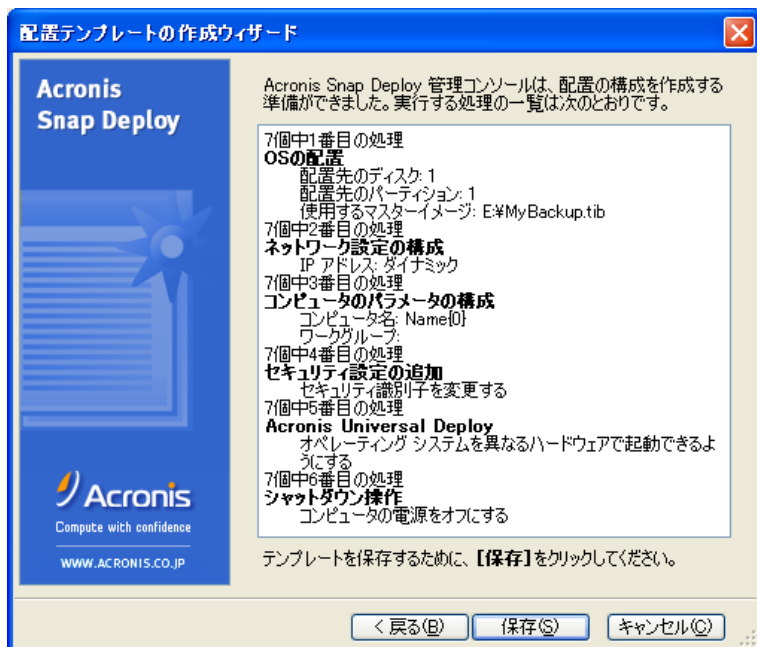 配置テンプレートの作成ウィザード
Acronis
Snap Deploy
Acronis Snap Deploy 管理コンソールは、配置の構成を作成する
準備ができました。実行する処理の一覧は次のとおりです。
7個中1番目の処理
OSの配置
配置先のディスク: 1
配置先のパーティション: 1
使用するマスターイメージ: E:¥MyBackup.tib
7個中2番目の処理
ネットワーク設定の構成
IP アドレス: ダイナミック
7個中3番目の処理
コンピュータのパラメータの構成
コンピュータ名: Name{0}
ワークグループ:
7個中4番目の処理
セキュリティ設定の追加
セキュリティ識別子を変更する
7個中5番目の処理
Acronis Universal Deploy
オペレーティング システムを異なるハードウェアで起動できるよ
うにする
7個中6番目の処理
シャットダウン操作
コンピュータの電源をオフにする
Acronis
Compute with confidence
WWW.ACRONIS.CO.JP
テンプレートを保存するために、[保存]をクリックしてください。
< 戻る(B)
保存(S)
キャンセル(C)